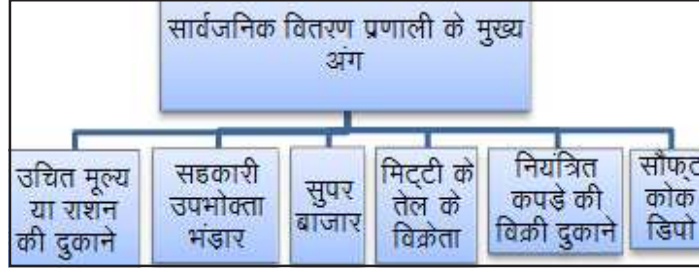 सार्वजनिक वितरण प्रणाली के मुख्य
अंग
उचित मूल्य
या राशन
की दुकाने
सहकारी
उपभोक्ता
भंड़ार
सुपर
बाजार
मिट्टी के
तेल के
विक्रेता
नियंत्रित
कपड़े की
विक्री दुकाने
सौफ्ट
कोक
डिपो